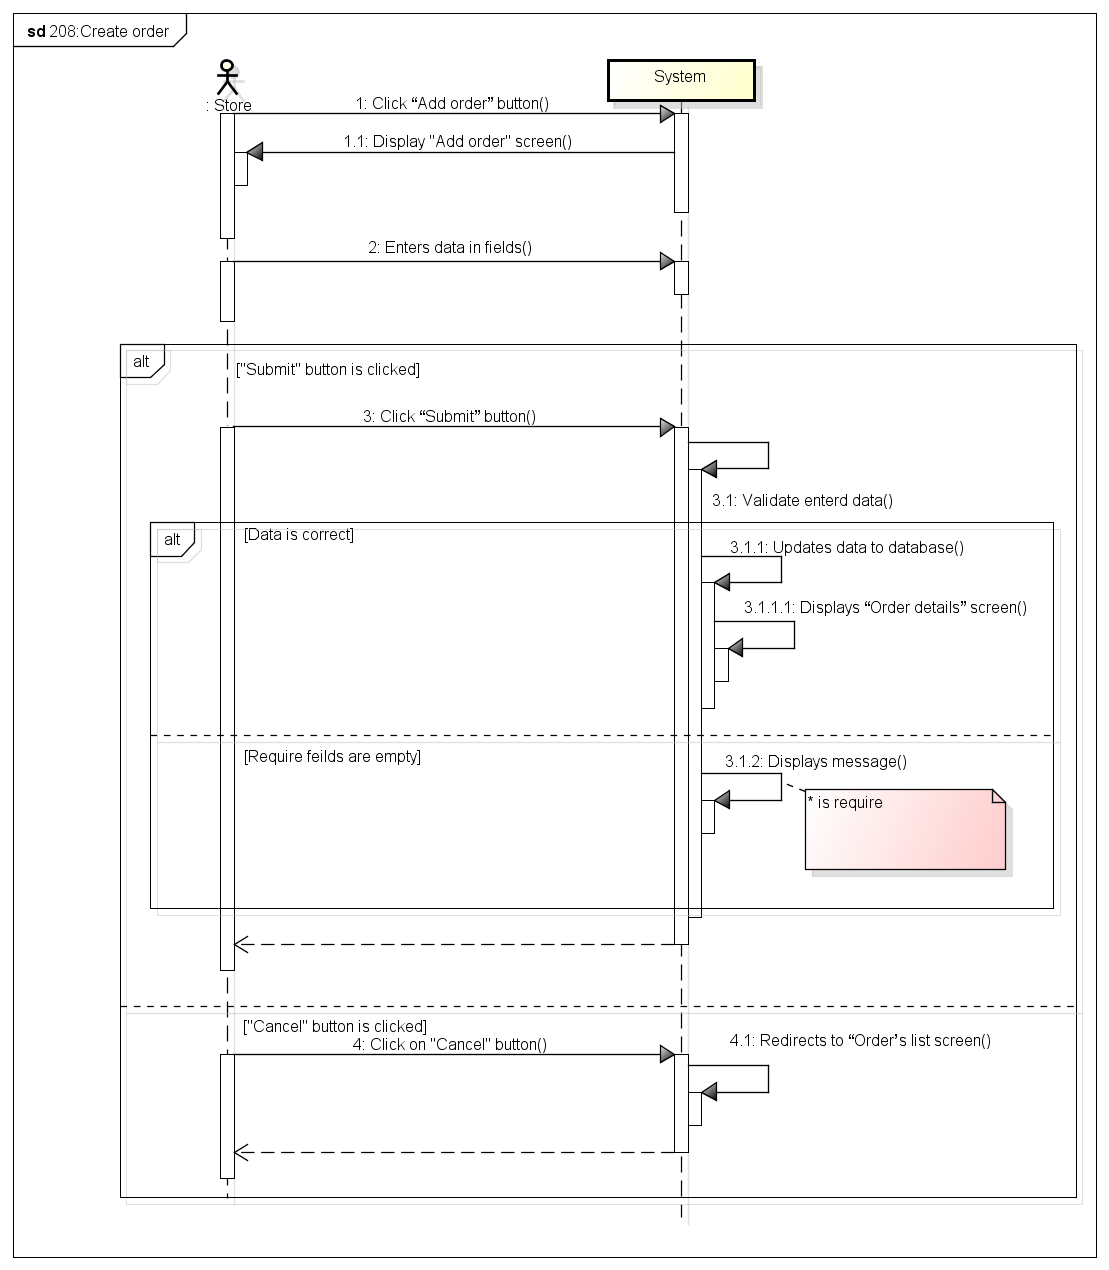 sd 208:Create order
: Store
System
1: Click “Add order” button()
1.1: Display "Add order" screen()
2: Enters data in fields()
alt
["Submit" button is clicked]
3: Click “Submit” button()
3.1: Validate enterd data()
alt
[Data is correct]
3.1.1: Updates data to database()
3.1.1.1: Displays “Order details” screen()
[Require feilds are empty]
3.1.2: Displays message()
* is require
["Cancel" button is clicked]
4: Click on "Cancel" button()
4.1: Redirects to “Order’s list screen()